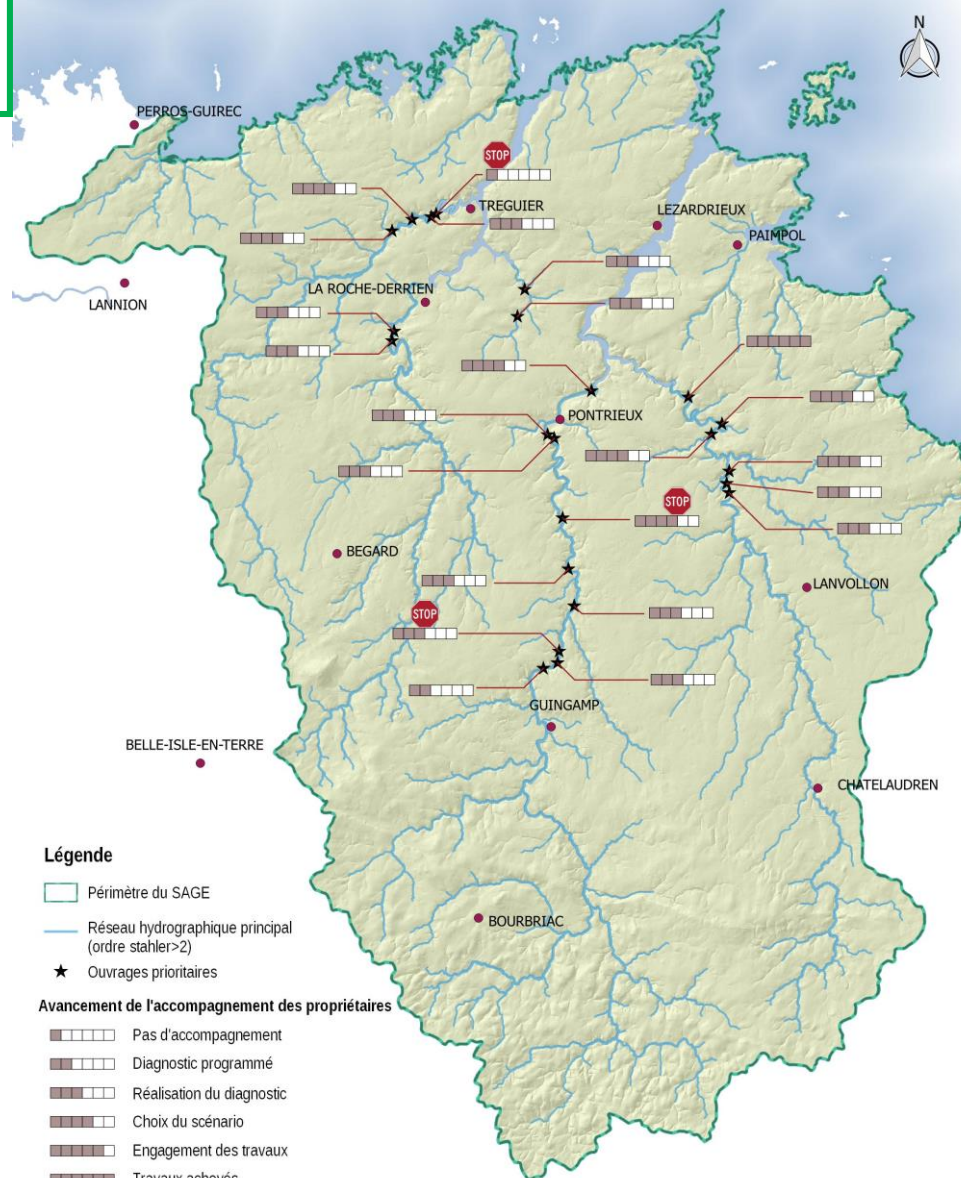 N
PERROS-GUIREC
STOP
TREGUIER
LEZARDRIEUX
PAIMPOL
LANNION
LA ROCHE-DERRIEN
PONTRIEUX
STOP
BEGARD
LANVOLLON
STOP
GUINGAMP
BELLE-ISLE-EN-TERRE
CHATELAUDREN
BOURBRIAC
Légende
Périmètre du SAGE
Réseau hydrographique principal
(ordre stahler>2)
Ouvrages prioritaires
Avancement de l'accompagnement des propriétaires
Pas d'accompagnement
Diagnostic programmé
Réalisation du diagnostic
Choix du scénario
Engagement des travaux
Travaux achevés